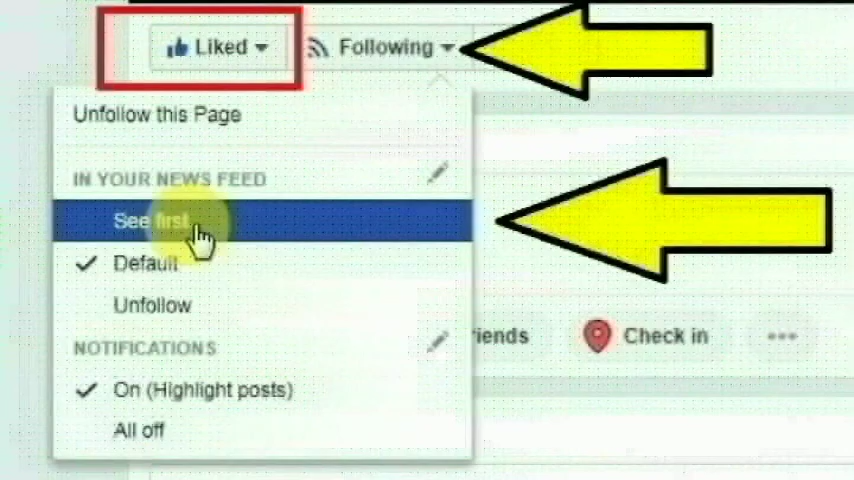 Liked
Following
Unfollow this Page
IN YOUR NEWS FEED
See first
Default
Unfollow
riends
Check in
NOTIFICATIONS
On (Highlight posts)
All off